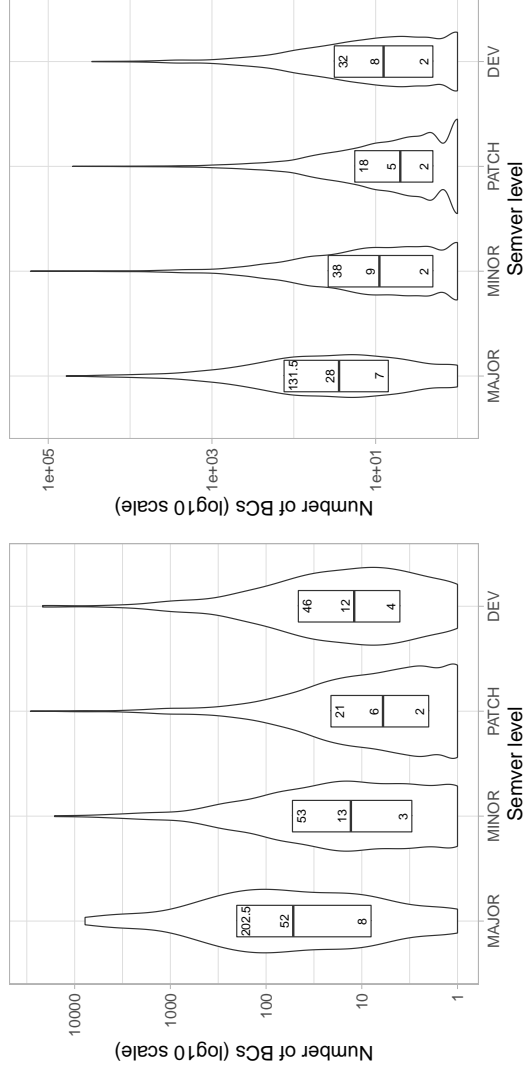 Number of BCs (log10 scale)
10000
1000
100
10
1
202.5
52
8
53
13
3
21
6
2
46
12
4
MAJOR
MINOR
PATCH
DEV
Semver level
Number of BCs (log10 scale)
1e+05
1e+03
1e+01
131.5
28
7
38
9
2
18
5
2
32
8
2
MAJOR
MINOR
PATCH
DEV
Semver level